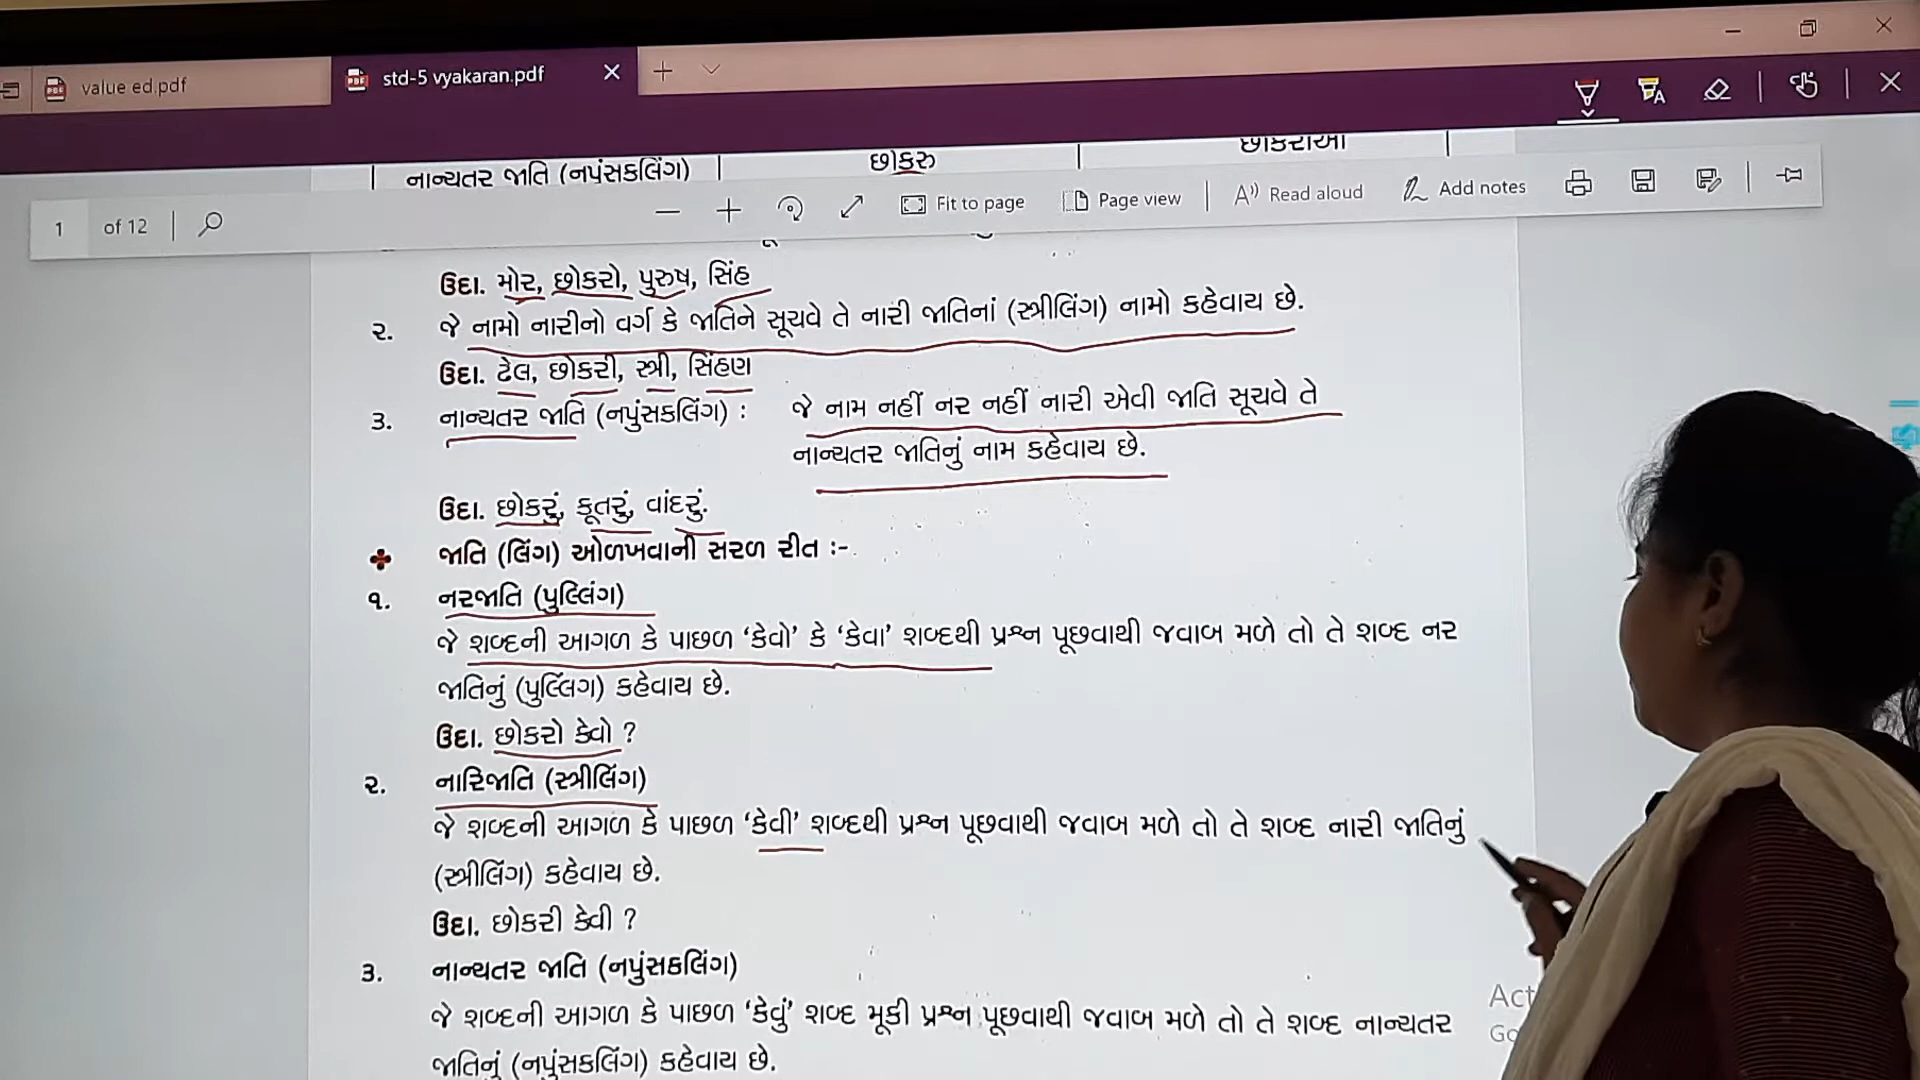 value ed.pdf
std-5 vyakaran.pdf
નાન્યતર જાતિ (નપુંસકલિંગ)
છોકરુ
છોકરાઓ
1 of 12
Fit to page
Page view
Read aloud
Add notes
ઉદા. મોર, છોકરો, પુરુષ, સિંહ
૨. જે નામો નારીનો વર્ગ કે જાતિને સૂચવે તે નારી જાતિનાં (સ્ત્રીલિંગ) નામો કહેવાય છે.
ઉદા. ઢેલ, છોકરી, સ્ત્રી, સિંહણ
૩. નાન્યતર જાતિ (નપુંસકલિંગ) : જે નામ નહીં નર નહીં નારી એવી જાતિ સૂચવે તે
નાન્યતર જાતિનું નામ કહેવાય છે.
ઉદા. છોકરું, કૂતરું, વાંદરું.
જાતિ (લિંગ) ઓળખવાની સરળ રીત :-
૧. નરજાતિ (પુલ્લિંગ)
જે શબ્દની આગળ કે પાછળ ‘કેવો’ કે ‘કેવા’ શબ્દથી પ્રશ્ન પૂછવાથી જવાબ મળે તો તે શબ્દ નર
જાતિનું (પુર્લ્લિંગ) કહેવાય છે.
ઉદા. છોકરો કેવો ?
૨. નારિજાતિ (સ્ત્રીલિંગ)
જે શબ્દની આગળ કે પાછળ ‘કેવી’ શબ્દથી પ્રશ્ન પૂછવાથી જવાબ મળે તો તે શબ્દ નારી જાતિનું
(સ્ત્રીલિંગ) કહેવાય છે.
ઉદા. છોકરી કેવી ?
૩. નાન્યતર જાતિ (નપુંસકલિંગ)
જે શબ્દની આગળ કે પાછળ ‘કેવું’ શબ્દ મૂકી પ્રશ્ન પૂછવાથી જવાબ મળે તો તે શબ્દ નાન્યતર
જાતિનું (નપુંસકલિંગ) કહેવાય છે.